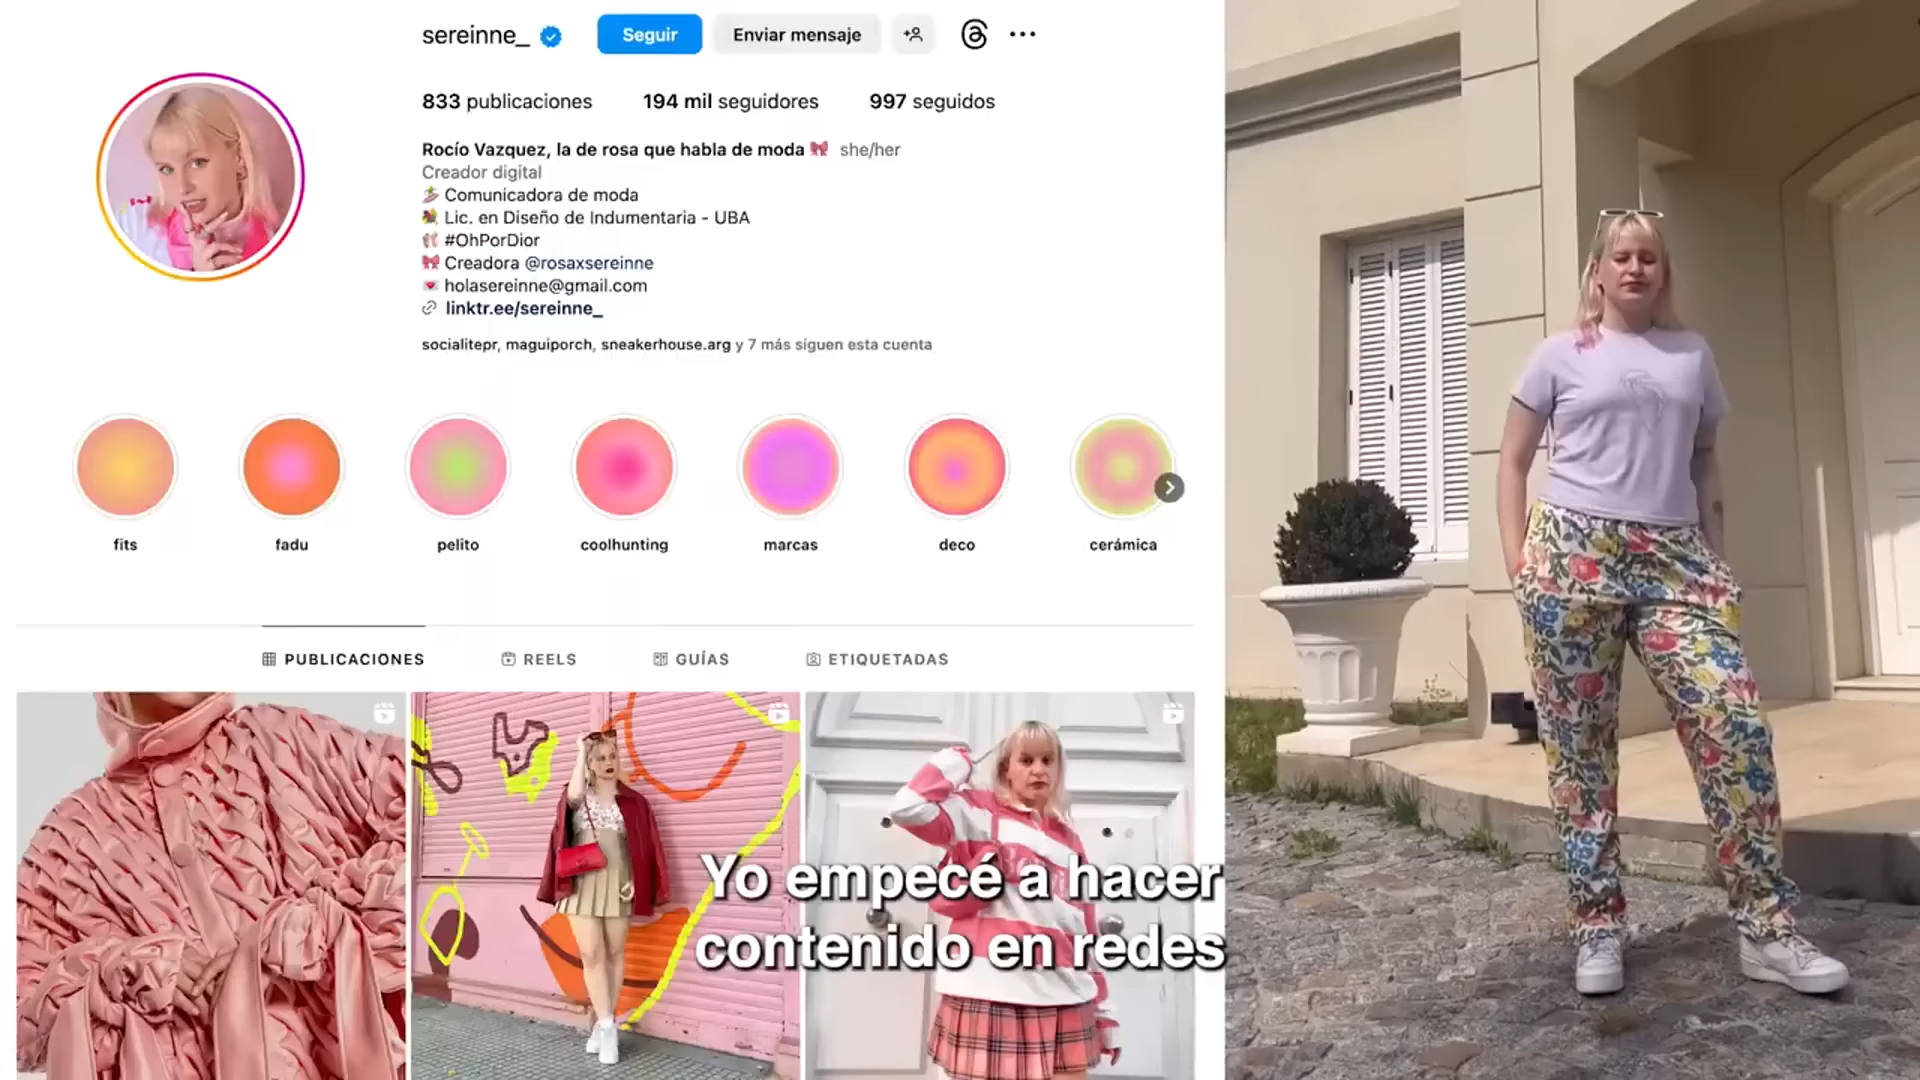 sereinne_
Seguir
Enviar mensaje
833 publicaciones
194 mil seguidores
997 seguidos
Rocío Vazquez, la de rosa que habla de moda she/her
Creador digital
Comunicadora de moda
Lic. en Diseño de Indumentaria - UBA
#OhPorDior
Creadora @rosaxsereinne
holasereinne@gmail.com
linktr.ee/sereinne_
socialitepr, maguiporch, sneakerhouse.arg y 7 más siguen esta cuenta
fits
fadu
pelito
coolhunting
marcas
deco
cerámica
PUBLICACIONES
REELS
GUÍAS
ETIQUETADAS
Yo empecé a hacer
contenido en redes